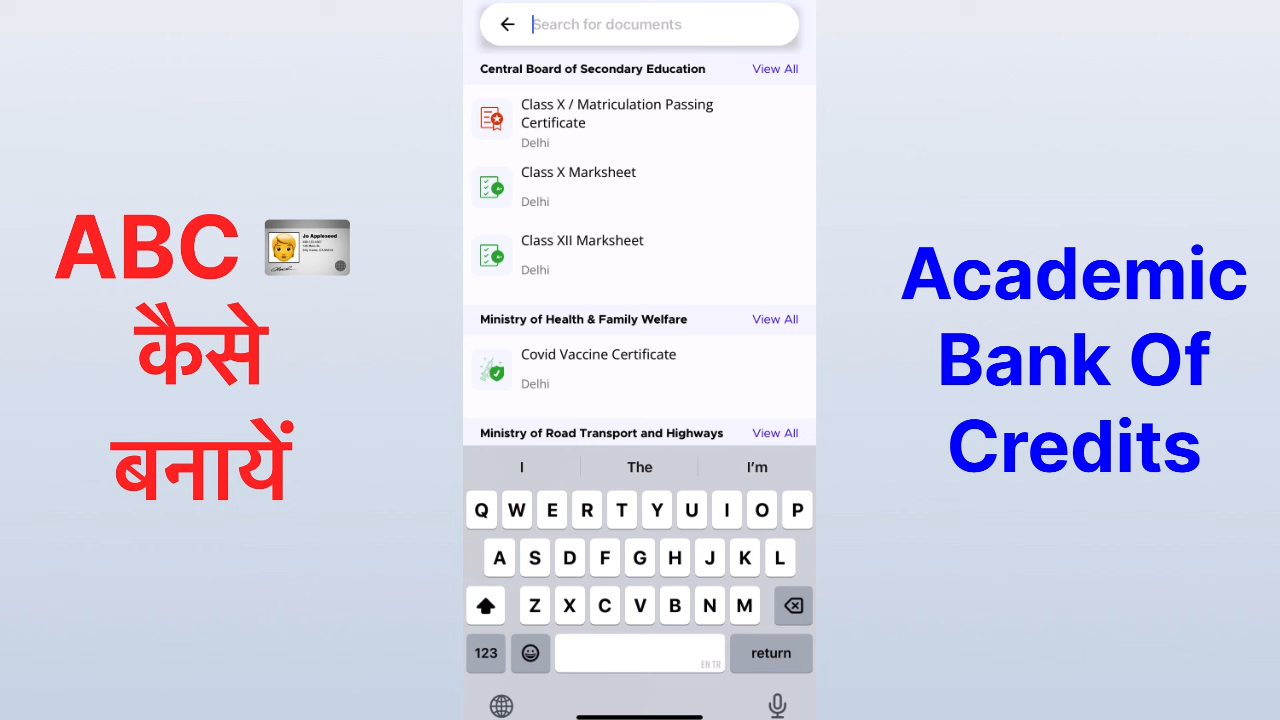 ABC
कैसे
बनायें
Search for documents
Central Board of Secondary Education View All
Class X / Matriculation Passing
Certificate
Delhi
Class X Marksheet
Delhi
Class XII Marksheet
Delhi
Ministry of Health & Family Welfare View All
Covid Vaccine Certificate
Delhi
Ministry of Road Transport and Highways View All
I The I’m
Q W E R T Y U I O P
A S D F G H J K L
Z X C V B N M
123 EN TR return
Academic
Bank Of
Credits